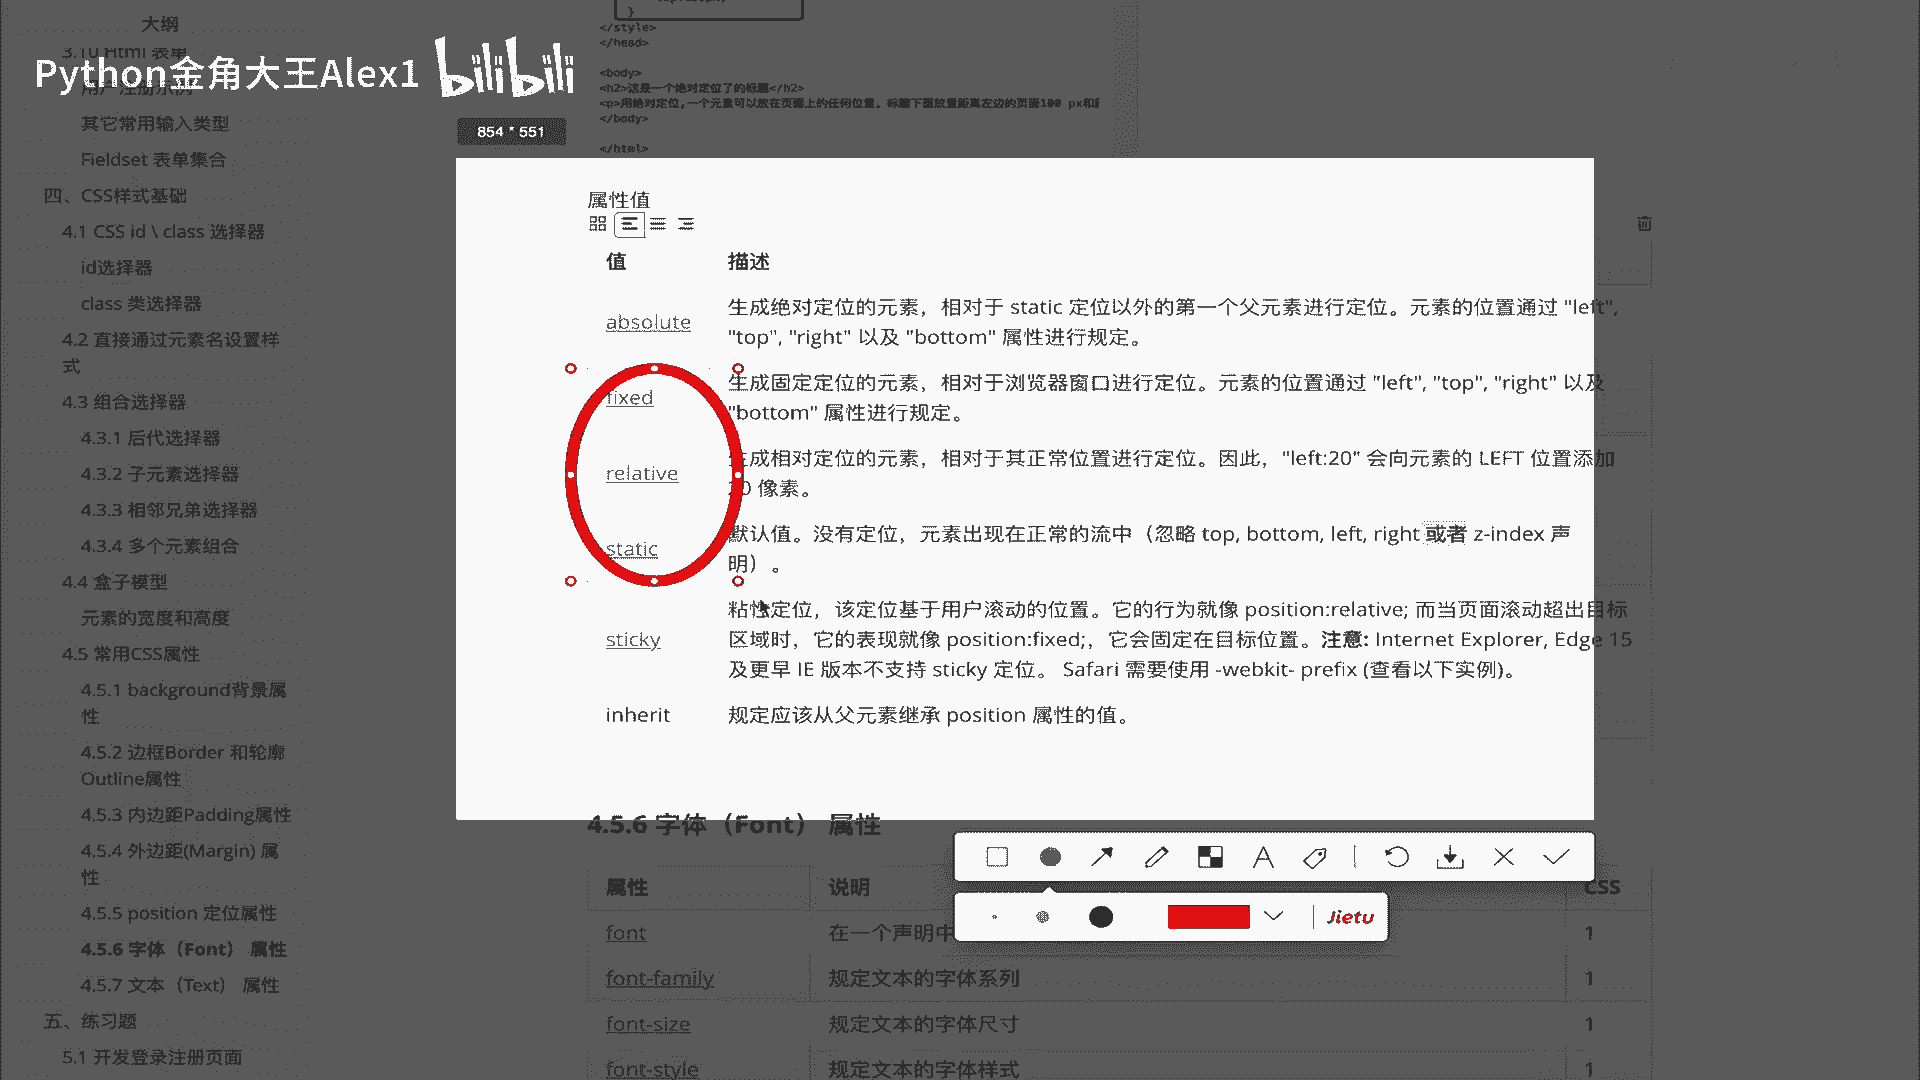 大纲
3.10 Html 表单
用户注册示例
其它常用输入类型
Fieldset 表单集合
四、CSS样式基础
4.1 CSS id \ class 选择器
id选择器
class 类选择器
4.2 直接通过元素名设置样
式
4.3 组合选择器
4.3.1 后代选择器
4.3.2 子元素选择器
4.3.3 相邻兄弟选择器
4.3.4 多个元素组合
4.4 盒子模型
元素的宽度和高度
4.5 常用CSS属性
4.5.1 background背景属
性
4.5.2 边框Border 和轮廓
Outline属性
4.5.3 内边距Padding属性
4.5.4 外边距(Margin) 属
性
4.5.5 position 定位属性
4.5.6 字体（Font） 属性
4.5.7 文本（Text） 属性
五、练习题
5.1 开发登录注册页面
Python金角大王Alex1 bilibili
}
</style>
</head>
<body>
<h2>这是一个绝对定位了的标题</h2>
<p>用绝对定位,一个元素可以放在页面上的任何位置。标题下面放置距离左边的页面100 px和
</body>
</html>
854 * 551
属性值
值 描述
absolute 生成绝对定位的元素，相对于 static 定位以外的第一个父元素进行定位。元素的位置通过 "left",
"top", "right" 以及 "bottom" 属性进行规定。
fixed 生成固定定位的元素，相对于浏览器窗口进行定位。元素的位置通过 "left", "top", "right" 以及
"bottom" 属性进行规定。
relative 生成相对定位的元素，相对于其正常位置进行定位。因此，"left:20" 会向元素的 LEFT 位置添加
20 像素。
static 默认值。没有定位，元素出现在正常的流中（忽略 top, bottom, left, right 或者 z-index 声
明）。
sticky 粘性定位，该定位基于用户滚动的位置。它的行为就像 position:relative; 而当页面滚动超出目标
区域时，它的表现就像 position:fixed;，它会固定在目标位置。注意: Internet Explorer, Edge 15
及更早 IE 版本不支持 sticky 定位。 Safari 需要使用 -webkit- prefix (查看以下实例)。
inherit 规定应该从父元素继承 position 属性的值。
4.5.6 字体（Font） 属性
属性 说明 CSS
font 在一个声明中 1
font-family 规定文本的字体系列 1
font-size 规定文本的字体尺寸 1
font-style 规定文本的字体样式 1
A
Jietu